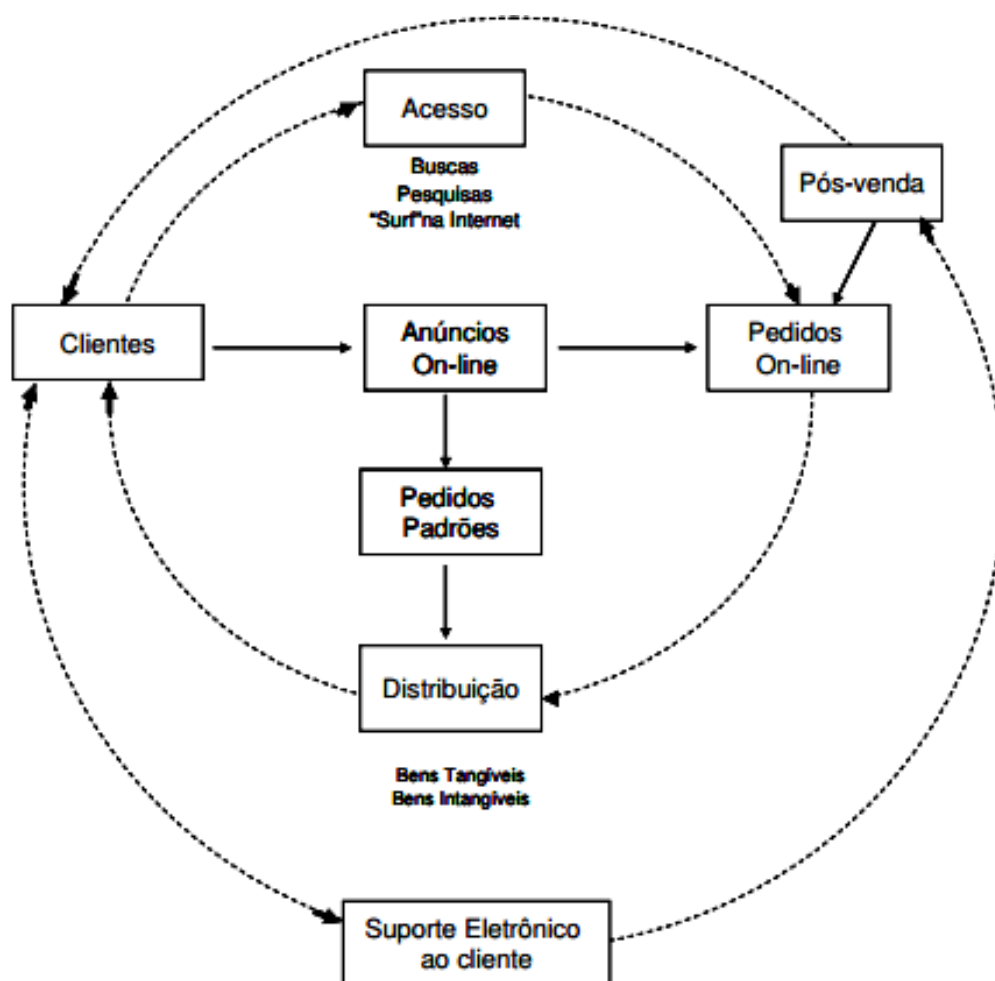 Acesso
Buscas
Pesquisas
"Surf"na Internet
Pós-venda
Clientes
Anúncios
On-line
Pedidos
On-line
Pedidos
Padrões
Distribuição
Bens Tangíveis
Bens Intangíveis
Suporte Eletrônico
ao cliente